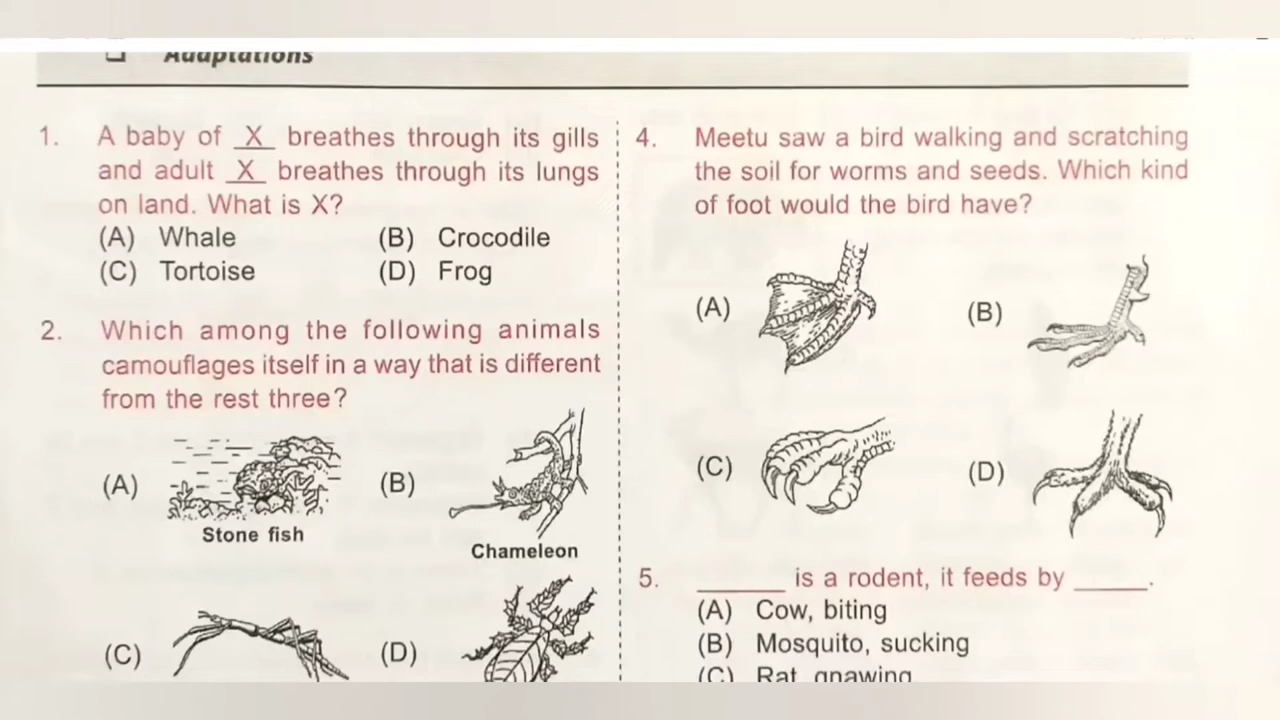 ❑ Adaptations
1. A baby of X breathes through its gills
and adult X breathes through its lungs
on land. What is X?
(A) Whale (B) Crocodile
(C) Tortoise (D) Frog
2. Which among the following animals
camouflages itself in a way that is different
from the rest three?
(A) (B)
Stone fish
Chameleon
(C) (D)
4. Meetu saw a bird walking and scratching
the soil for worms and seeds. Which kind
of foot would the bird have?
(A) (B)
(C) (D)
5. ______ is a rodent, it feeds by _____.
(A) Cow, biting
(B) Mosquito, sucking
(C) Rat, gnawing